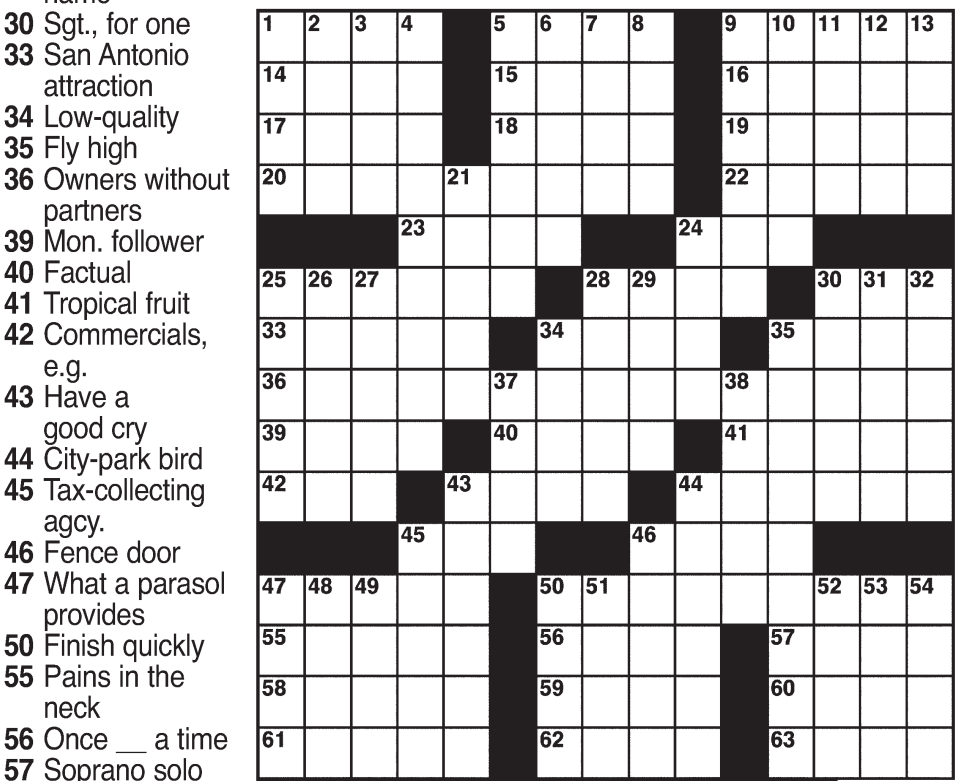 name
30 Sgt., for one
33 San Antonio
attraction
34 Low-quality
35 Fly high
36 Owners without
partners
39 Mon. follower
40 Factual
41 Tropical fruit
42 Commercials,
e.g.
43 Have a
good cry
44 City-park bird
45 Tax-collecting
agcy.
46 Fence door
47 What a parasol
provides
50 Finish quickly
55 Pains in the
neck
56 Once __ a time
57 Soprano solo
1 2 3 4 5 6 7 8 9 10 11 12 13
14 15 16
17 18 19
20 21 22
23 24
25 26 27 28 29 30 31 32
33 34 35
36 37 38
39 40 41
42 43 44
45 46
47 48 49 50 51 52 53 54
55 56 57
58 59 60
61 62 63